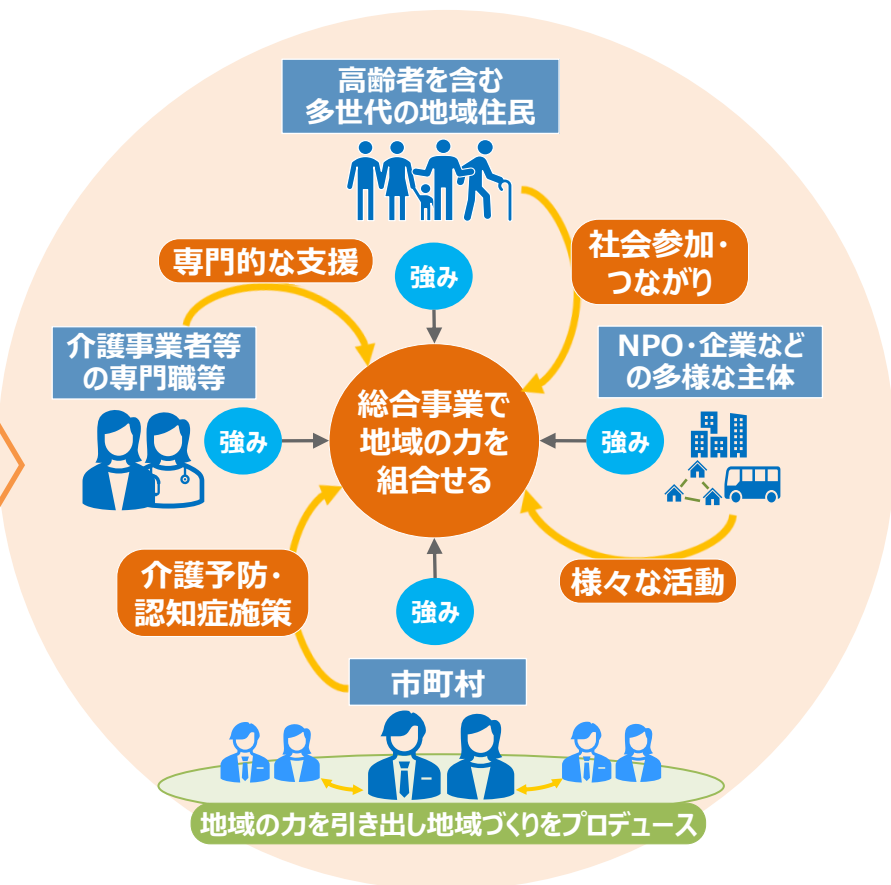 高齢者を含む
多世代の地域住民
専門的な支援
強み
社会参加・
つながり
介護事業者等
の専門職等
NPO・企業など
の多様な主体
強み
総合事業で
地域の力を
組合せる
強み
介護予防・
認知症施策
強み
様々な活動
市町村
地域の力を引き出し地域づくりをプロデュース